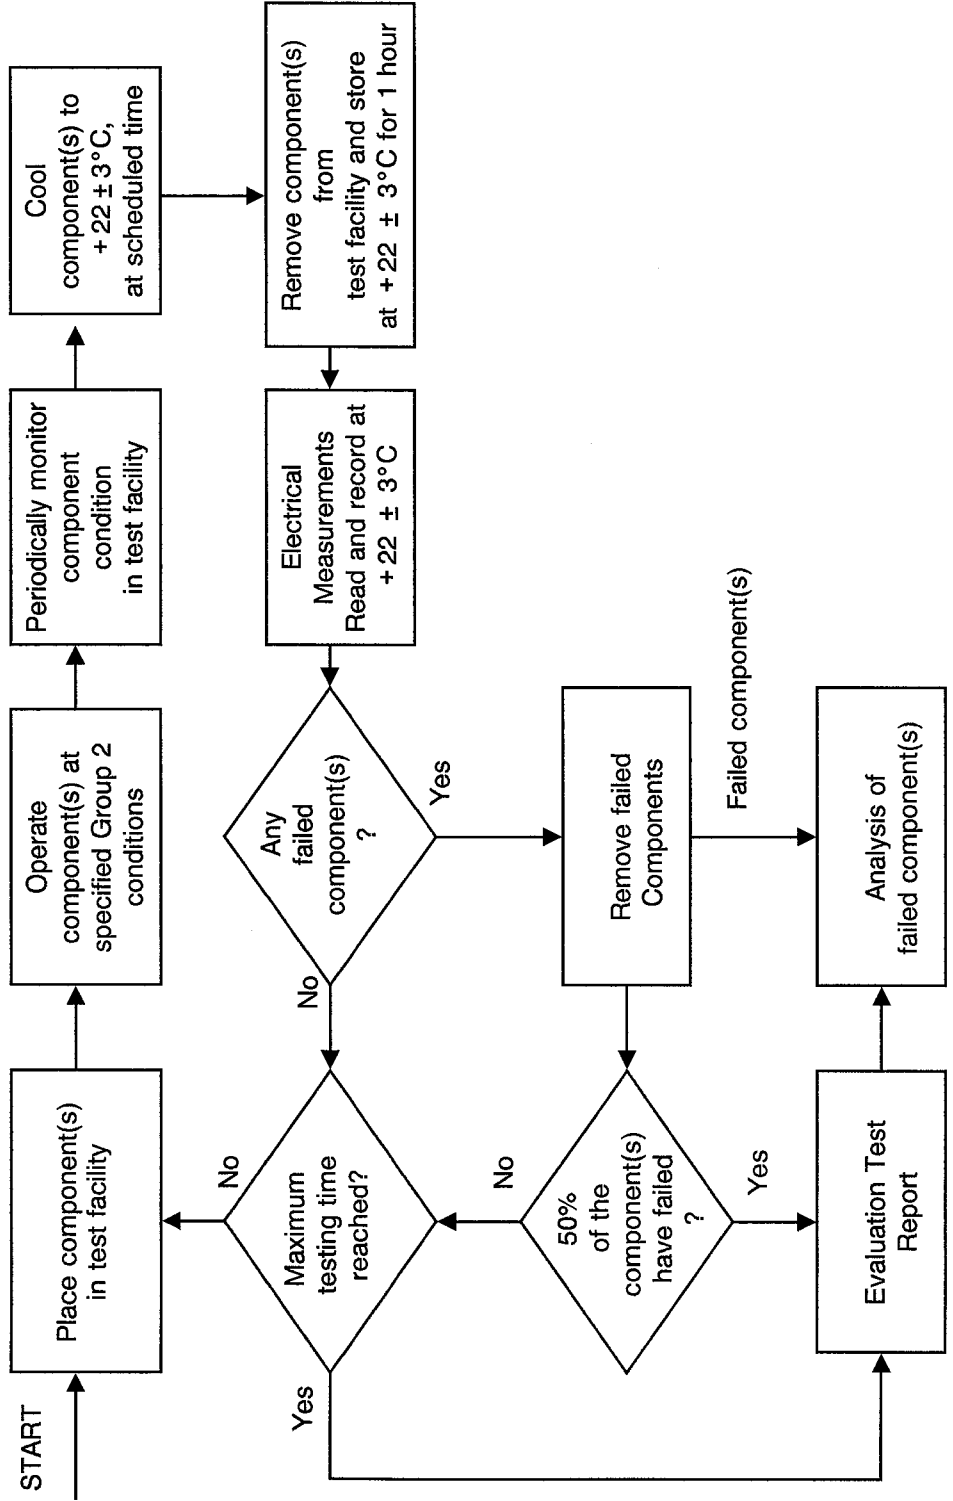 START
Place component(s)
in test facility
Operate
component(s) at
specified Group 2
conditions
Periodically monitor
component
condition
in test facility
Cool
component(s) to
+22 ± 3°C,
at scheduled time
Remove component(s)
from
test facility and store
at +22 ± 3°C for 1 hour
Electrical
Measurements
Read and record at
+22 ± 3°C
Any
failed
component(s)
?
No
Yes
Maximum
testing time
reached?
No
Yes
Remove failed
Components
Failed component(s)
50%
of the
component(s)
have failed
?
No
Yes
Evaluation Test
Report
Analysis of
failed component(s)